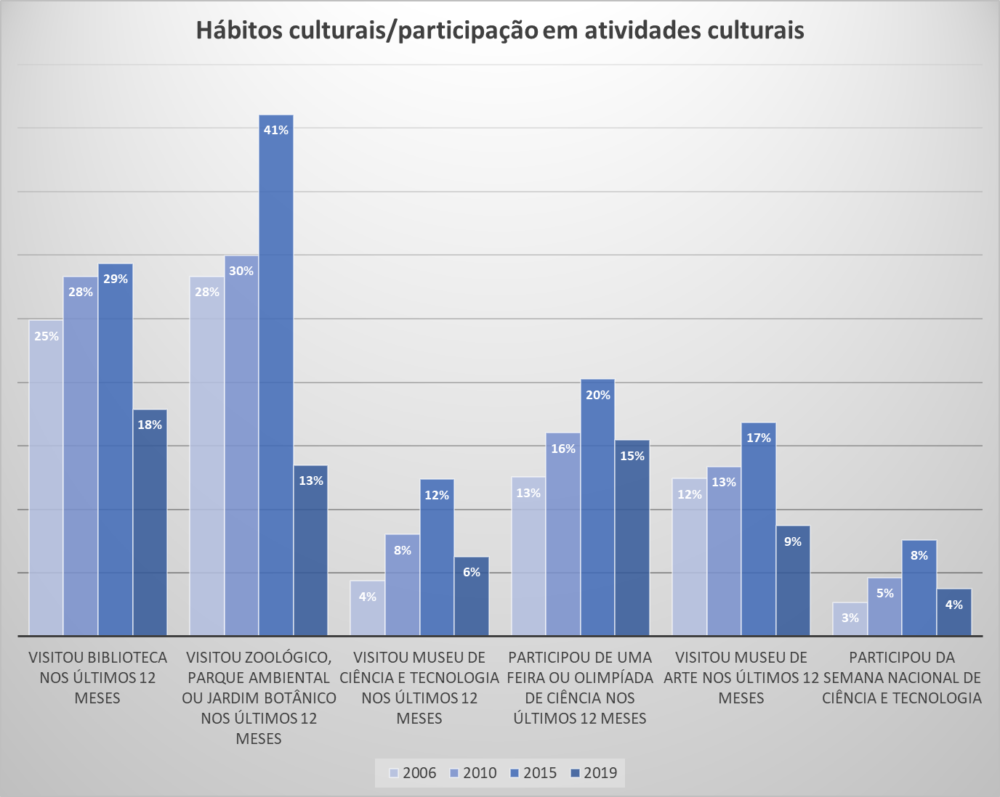 Hábitos culturais/participação em atividades culturais
25%
28%
29%
18%
28%
30%
41%
13%
4%
8%
12%
6%
13%
16%
20%
15%
12%
13%
17%
9%
3%
5%
8%
4%
VISITOU BIBLIOTECA
NOS ÚLTIMOS 12
MESES
VISITOU ZOOLÓGICO,
PARQUE AMBIENTAL
OU JARDIM BOTÂNICO
NOS ÚLTIMOS 12
MESES
VISITOU MUSEU DE
CIÊNCIA E TECNOLOGIA
NOS ÚLTIMOS 12
MESES
PARTICIPOU DE UMA
FEIRA OU OLIMPÍADA
DE CIÊNCIA NOS
ÚLTIMOS 12 MESES
VISITOU MUSEU DE
ARTE NOS ÚLTIMOS 12
MESES
PARTICIPOU DA
SEMANA NACIONAL DE
CIÊNCIA E TECNOLOGIA
2006 2010 2015 2019